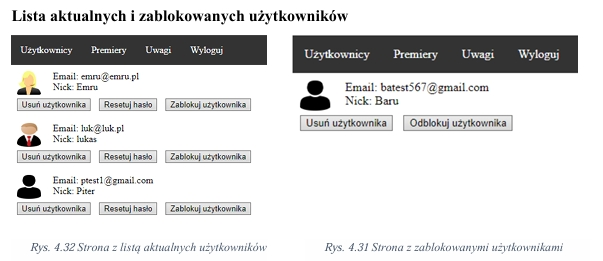 Lista aktualnych i zablokowanych użytkowników
Użytkownicy Premiery Uwagi Wyloguj
Email: emru@emru.pl
Nick: Emru
Usuń użytkownika Resetuj hasło Zablokuj użytkownika
Email: luk@luk.pl
Nick: lukas
Usuń użytkownika Resetuj hasło Zablokuj użytkownika
Email: ptest1@gmail.com
Nick: Piter
Usuń użytkownika Resetuj hasło Zablokuj użytkownika
Rys. 4.32 Strona z listą aktualnych użytkowników
Użytkownicy Premiery Uwagi Wyloguj
Email: batest567@gmail.com
Nick: Baru
Usuń użytkownika Odblokuj użytkownika
Rys. 4.31 Strona z zablokowanymi użytkownikami